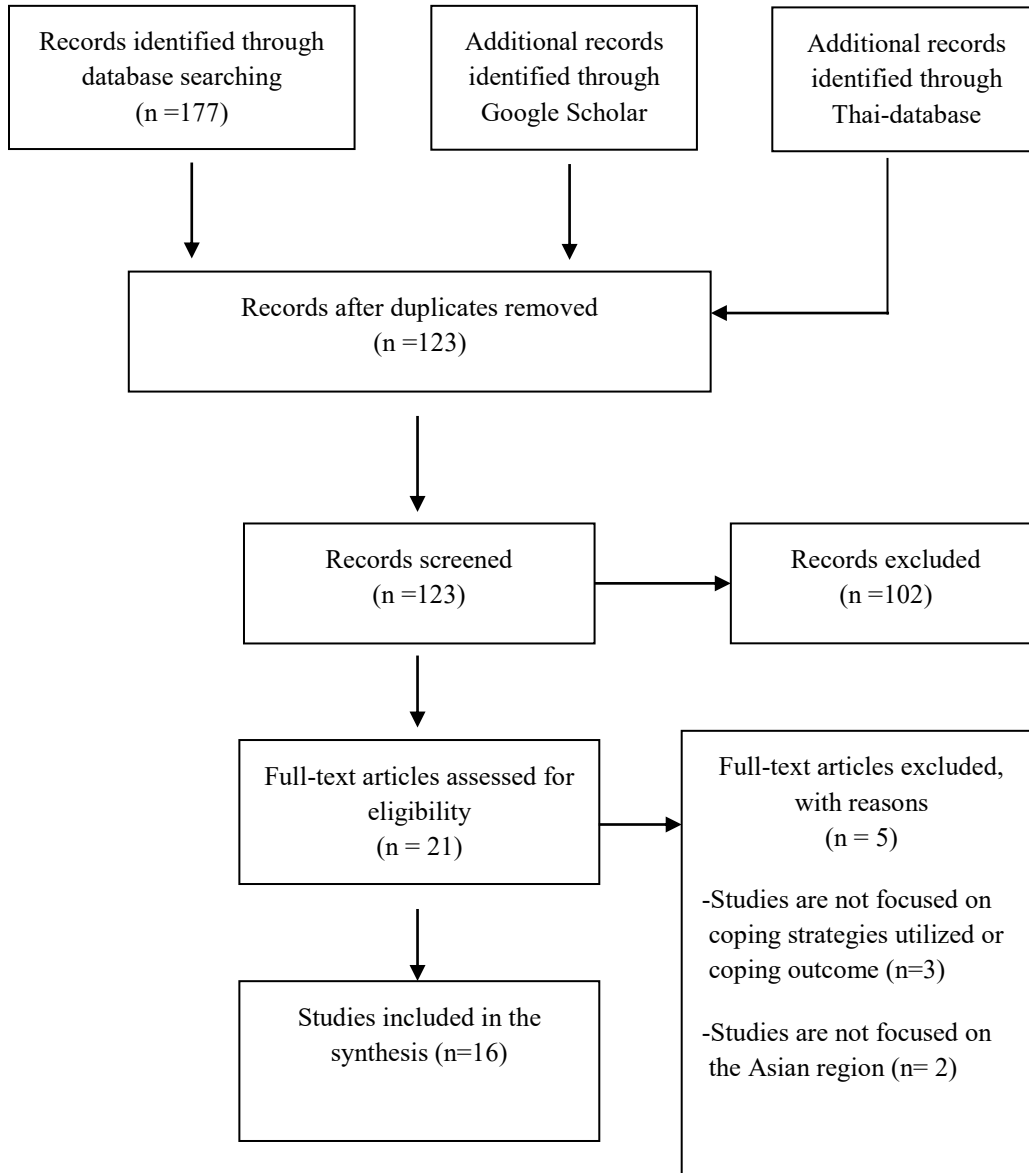 Records identified through
database searching
(n =177)
Additional records
identified through
Google Scholar
Additional records
identified through
Thai-database
Records after duplicates removed
(n =123)
Records screened
(n =123)
Records excluded
(n =102)
Full-text articles assessed for
eligibility
(n = 21)
Full-text articles excluded,
with reasons
(n = 5)
-Studies are not focused on
coping strategies utilized or
coping outcome (n=3)
-Studies are not focused on
the Asian region (n= 2)
Studies included in the
synthesis (n=16)